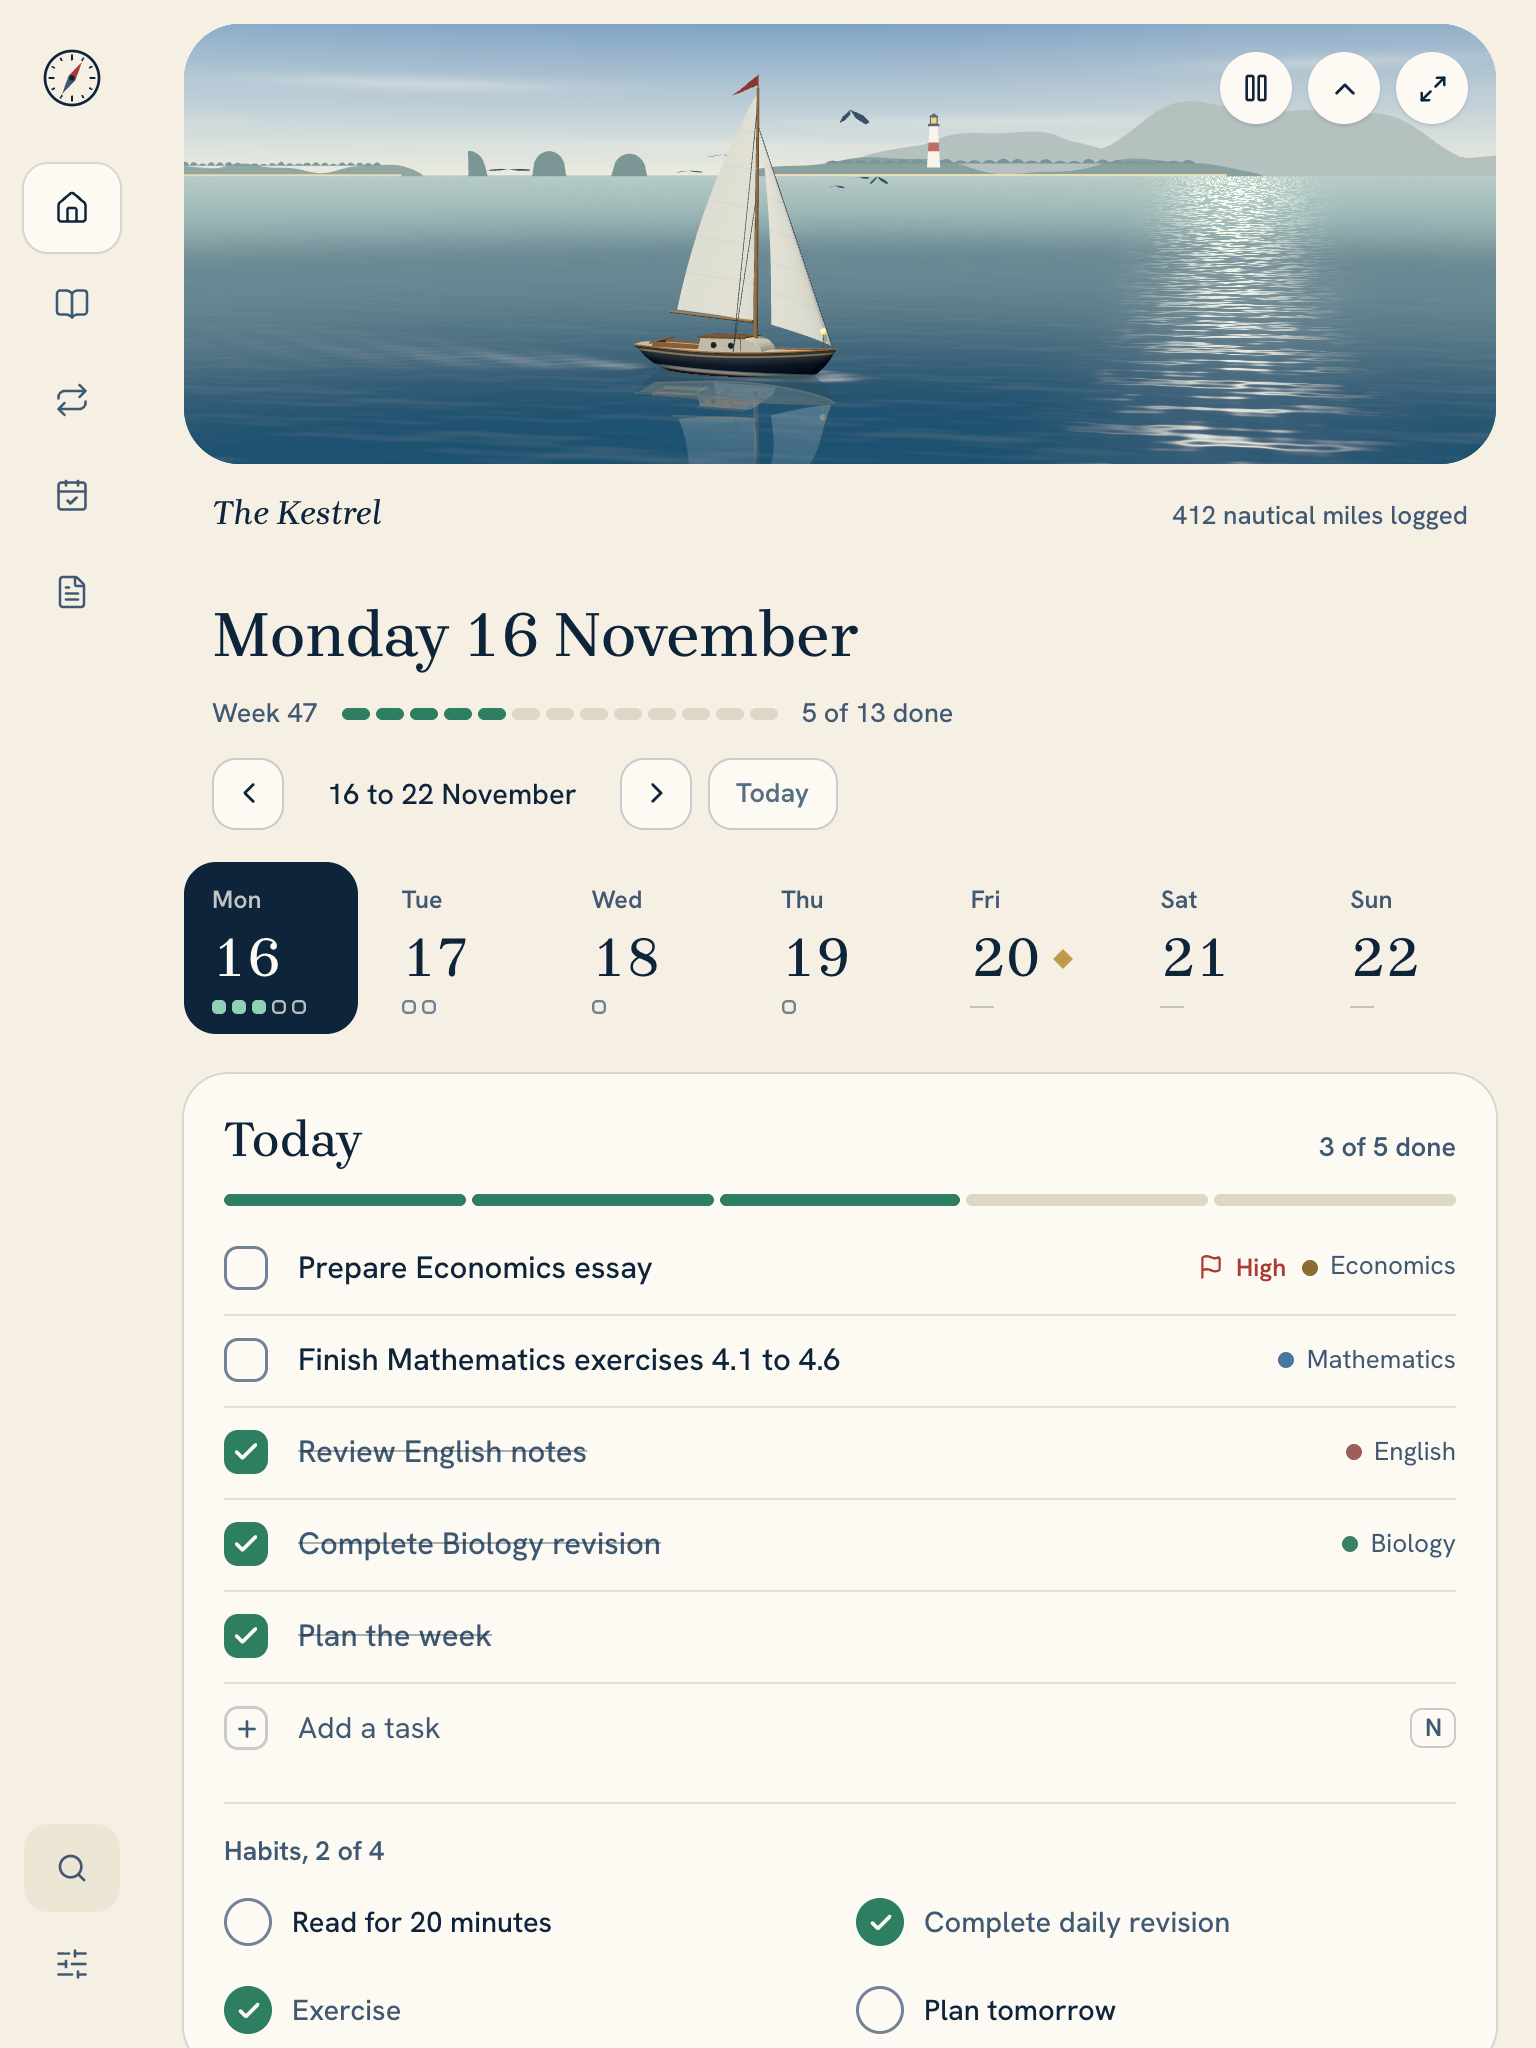 The Kestrel
412 nautical miles logged
Monday 16 November
Week 47
5 of 13 done
16 to 22 November
Today
Mon
Tue
Wed
Thu
Fri
Sat
Sun
16
17
18
19
20
21
22
Today
3 of 5 done
Prepare Economics essay
High
Economics
Finish Mathematics exercises 4.1 to 4.6
Mathematics
Review English notes
English
Complete Biology revision
Biology
Plan the week
Add a task
N
Habits, 2 of 4
Read for 20 minutes
Complete daily revision
Exercise
Plan tomorrow